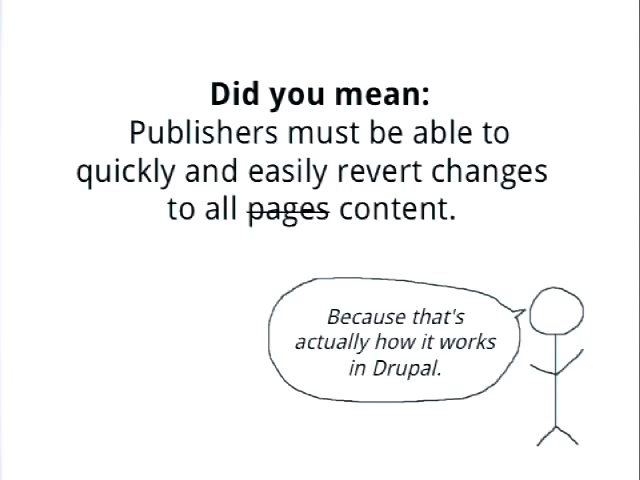 Did you mean:
Publishers must be able to
quickly and easily revert changes
to all pages content.
Because that's
actually how it works
in Drupal.